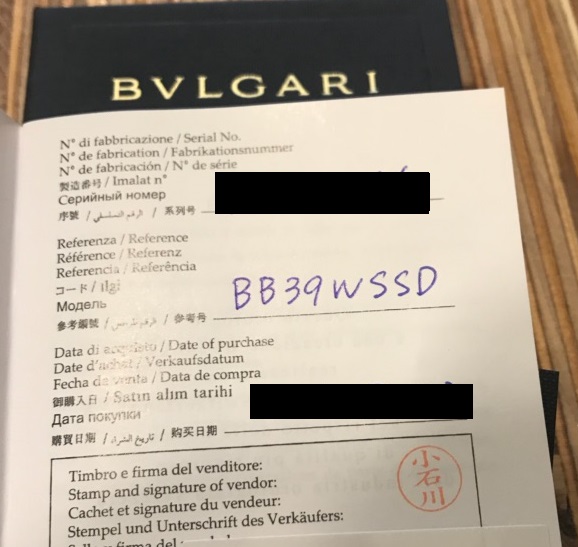 BVLGARI
N° di fabbricazione / Serial No.
N° de fabrication / Fabrikationsnummer
N° de fabricación / N° de série
製造番号 / Imalat n°
Серийный номер
序號 / الرقم التسلسلي / 系列号
Referenza / Reference
Référence / Referenz
Referencia / Referência
コード / ilgi
Модель
BB39WSSD
参考編號 / / 参考号
Data di acquisto / Date of purchase
Date d'achat / Verkaufsdatum
Fecha de venta / Data de compra
御購入日 / Satın alım tarihi
Дата покупки
購買日期 / تاريخ الشراء / 购买日期
Timbro e firma del venditore:
Stamp and signature of vendor:
Cachet et signature du vendeur:
Stempel und Unterschrift des Verkäufers:
小石川